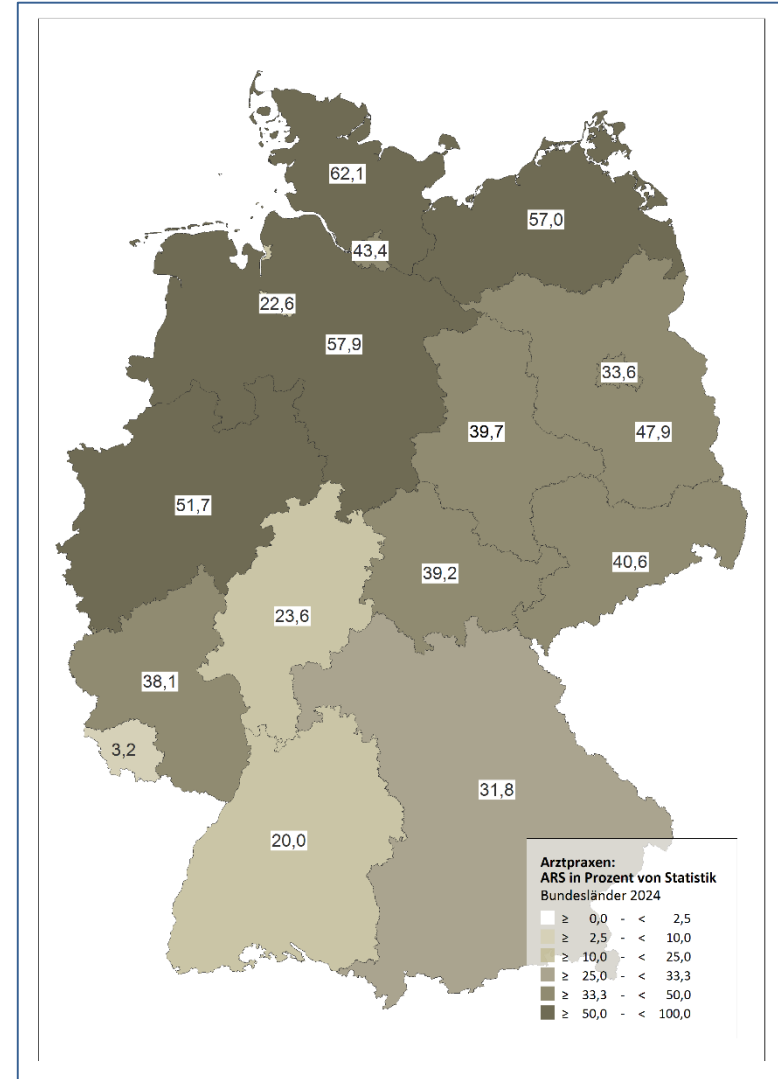 62,1
57,0
43,4
22,6
57,9
33,6
39,7
47,9
51,7
39,2
40,6
23,6
38,1
3,2
31,8
20,0
Arztpraxen:
ARS in Prozent von Statistik
Bundesländer 2024
≥ 0,0 - < 2,5
≥ 2,5 - < 10,0
≥ 10,0 - < 25,0
≥ 25,0 - < 33,3
≥ 33,3 - < 50,0
≥ 50,0 - < 100,0